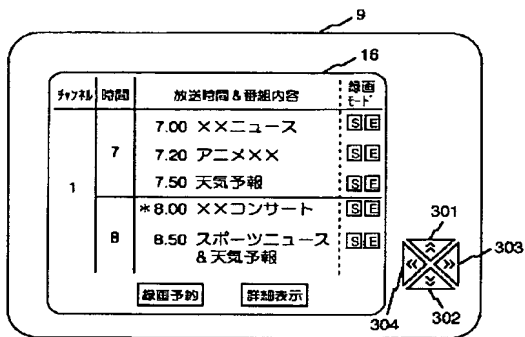 9
16
チャンネル 時間 放送時間&番組内容 録画モード
7.00 ××ニュース S E
7 7.20 アニメ×× S E
7.50 天気予報 S E
1
*8.00 ××コンサート S E
8 8.50 スポーツニュース S E
&天気予報
録画予約 詳細表示
301
303
304
302